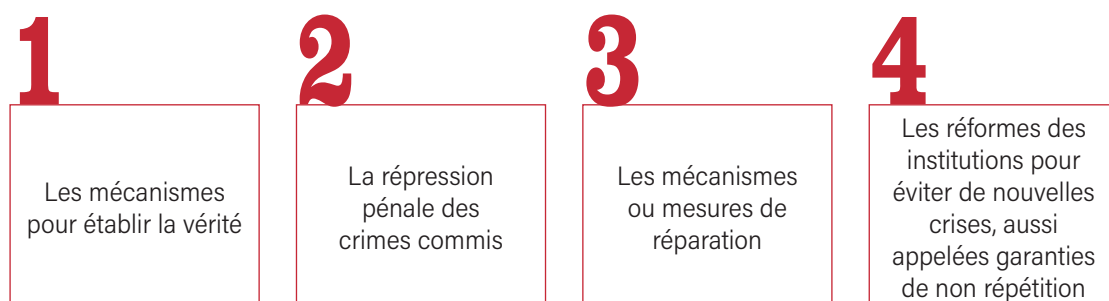 1
Les mécanismes
pour établir la vérité
2
La répression
pénale des
crimes commis
3
Les mécanismes
ou mesures de
réparation
4
Les réformes des
institutions pour
éviter de nouvelles
crises, aussi
appelées garanties
de non répétition